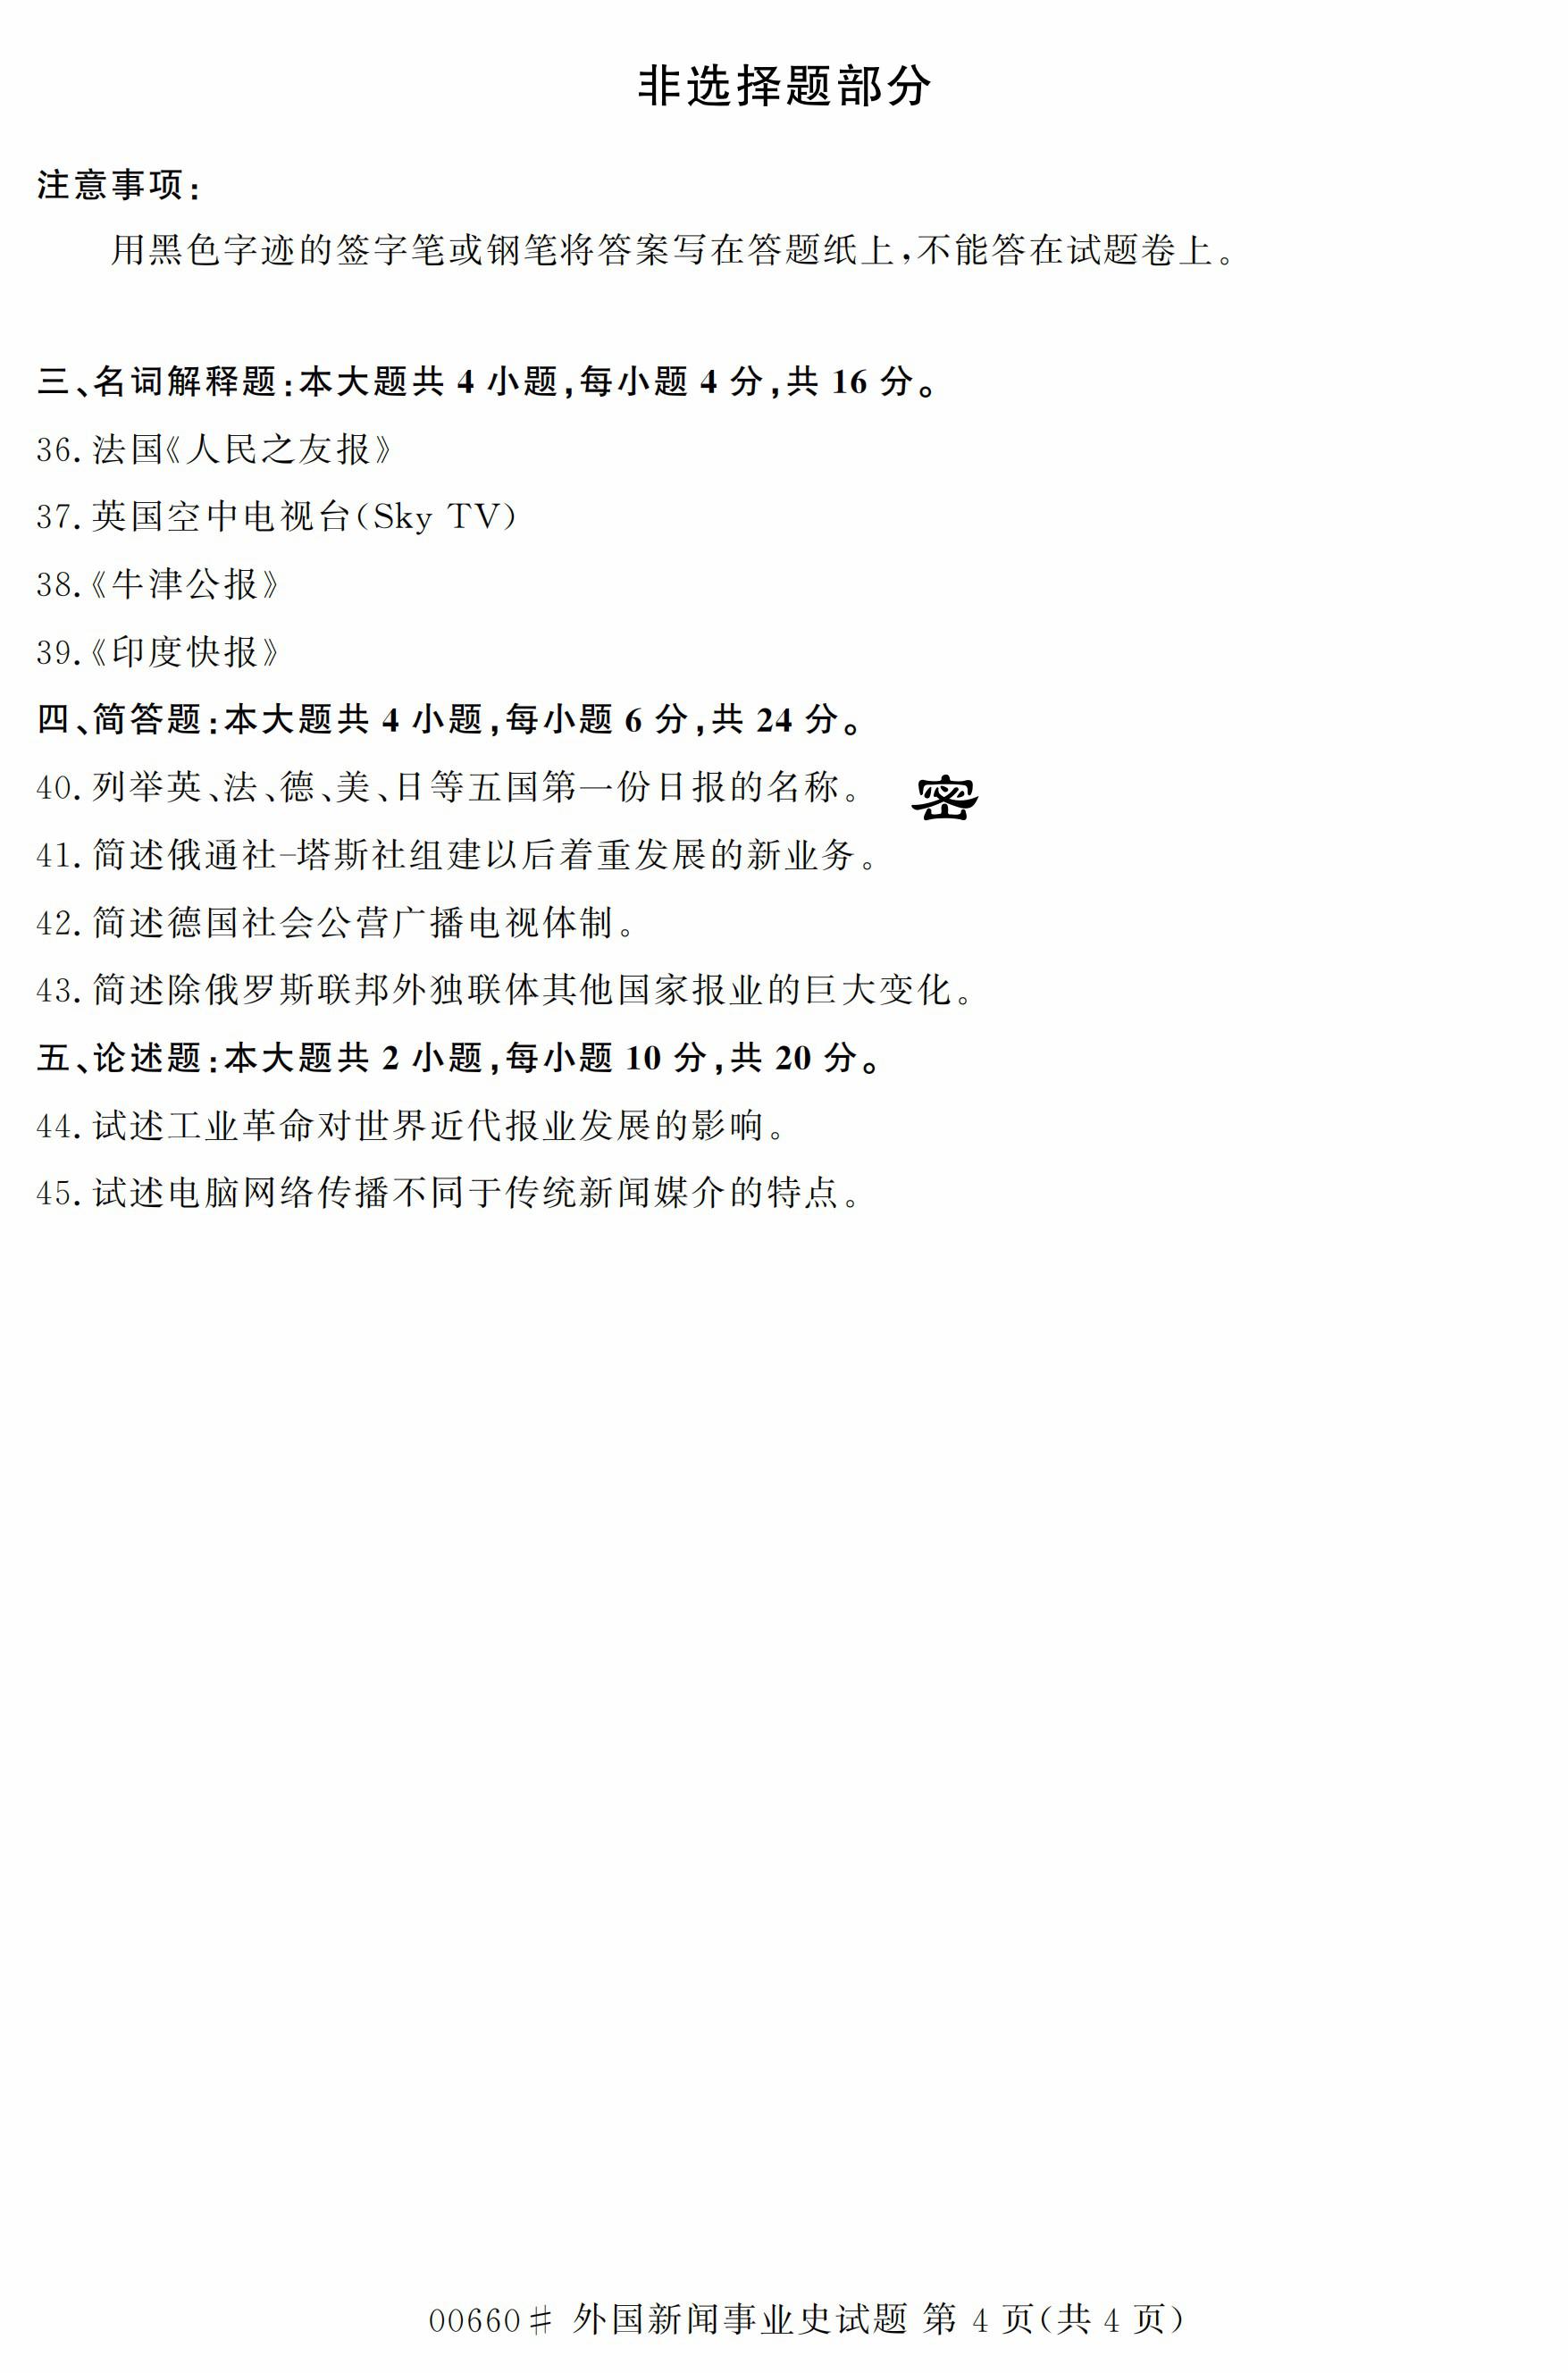 非选择题部分
注意事项:
用黑色字迹的签字笔或钢笔将答案写在答题纸上,不能答在试题卷上。
三、名词解释题:本大题共 4 小题,每小题 4 分,共 16 分。
36. 法国《人民之友报》
37. 英国空中电视台(Sky TV)
38.《牛津公报》
39.《印度快报》
四、简答题:本大题共 4 小题,每小题 6 分,共 24 分。
40. 列举英、法、德、美、日等五国第一份日报的名称。 密
41. 简述俄通社-塔斯社组建以后着重发展的新业务。
42. 简述德国社会公营广播电视体制。
43. 简述除俄罗斯联邦外独联体其他国家报业的巨大变化。
五、论述题:本大题共 2 小题,每小题 10 分,共 20 分。
44. 试述工业革命对世界近代报业发展的影响。
45. 试述电脑网络传播不同于传统新闻媒介的特点。
00660# 外国新闻事业史试题 第 4 页(共 4 页)